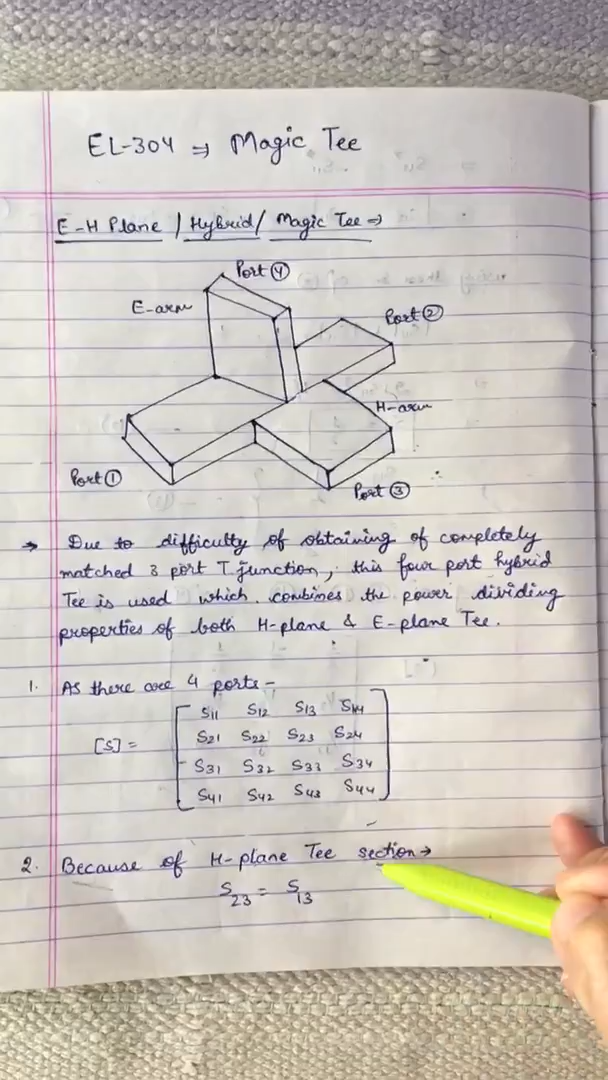 EL-304 ⇒ Magic Tee
E-H Plane / Hybrid / Magic Tee ⇒
Port ④
E-arm
Port ②
H-arm
Port ①
Port ③
→ Due to difficulty of obtaining of completely
matched 3 port T junction, this four port hybrid
Tee is used which combines the power dividing
properties of both H-plane & E-plane Tee.
1. As there are 4 ports -
[S] =
S11 S12 S13 S14
S21 S22 S23 S24
S31 S32 S33 S34
S41 S42 S43 S44
2. Because of H-plane Tee section →
S23 = S13